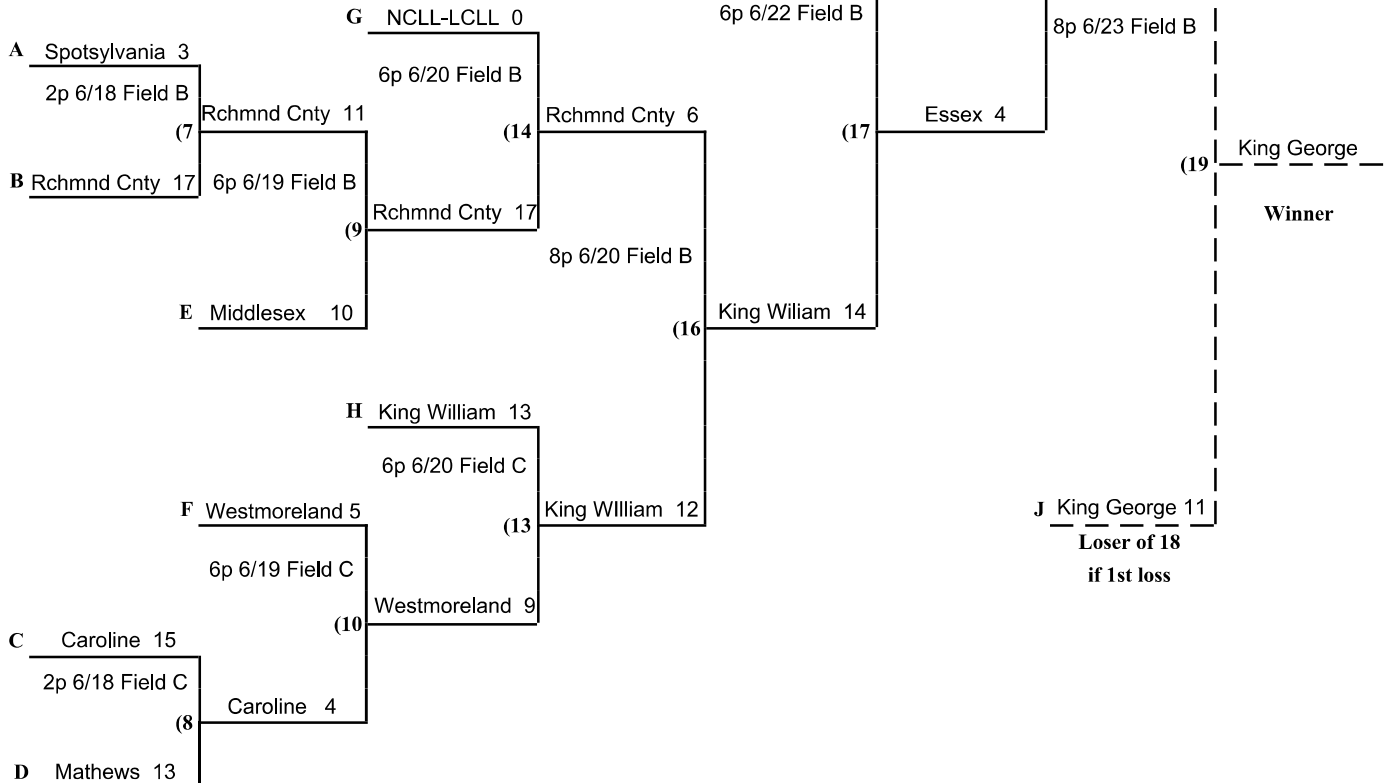 G NCLL-LCLL 0
6p 6/22 Field B
8p 6/23 Field B
A Spotsylvania 3
6p 6/20 Field B
2p 6/18 Field B
Rchmnd Cnty 11
Rchmnd Cnty 6
Essex 4
(7
(14
(17
King George
(19
B Rchmnd Cnty 17
6p 6/19 Field B
Rchmnd Cnty 17
Winner
(9
8p 6/20 Field B
E Middlesex 10
King Wiliam 14
(16
H King William 13
6p 6/20 Field C
F Westmoreland 5
King WIlliam 12
J King George 11
(13
Loser of 18
if 1st loss
6p 6/19 Field C
Westmoreland 9
(10
C Caroline 15
2p 6/18 Field C
Caroline 4
(8
D Mathews 13